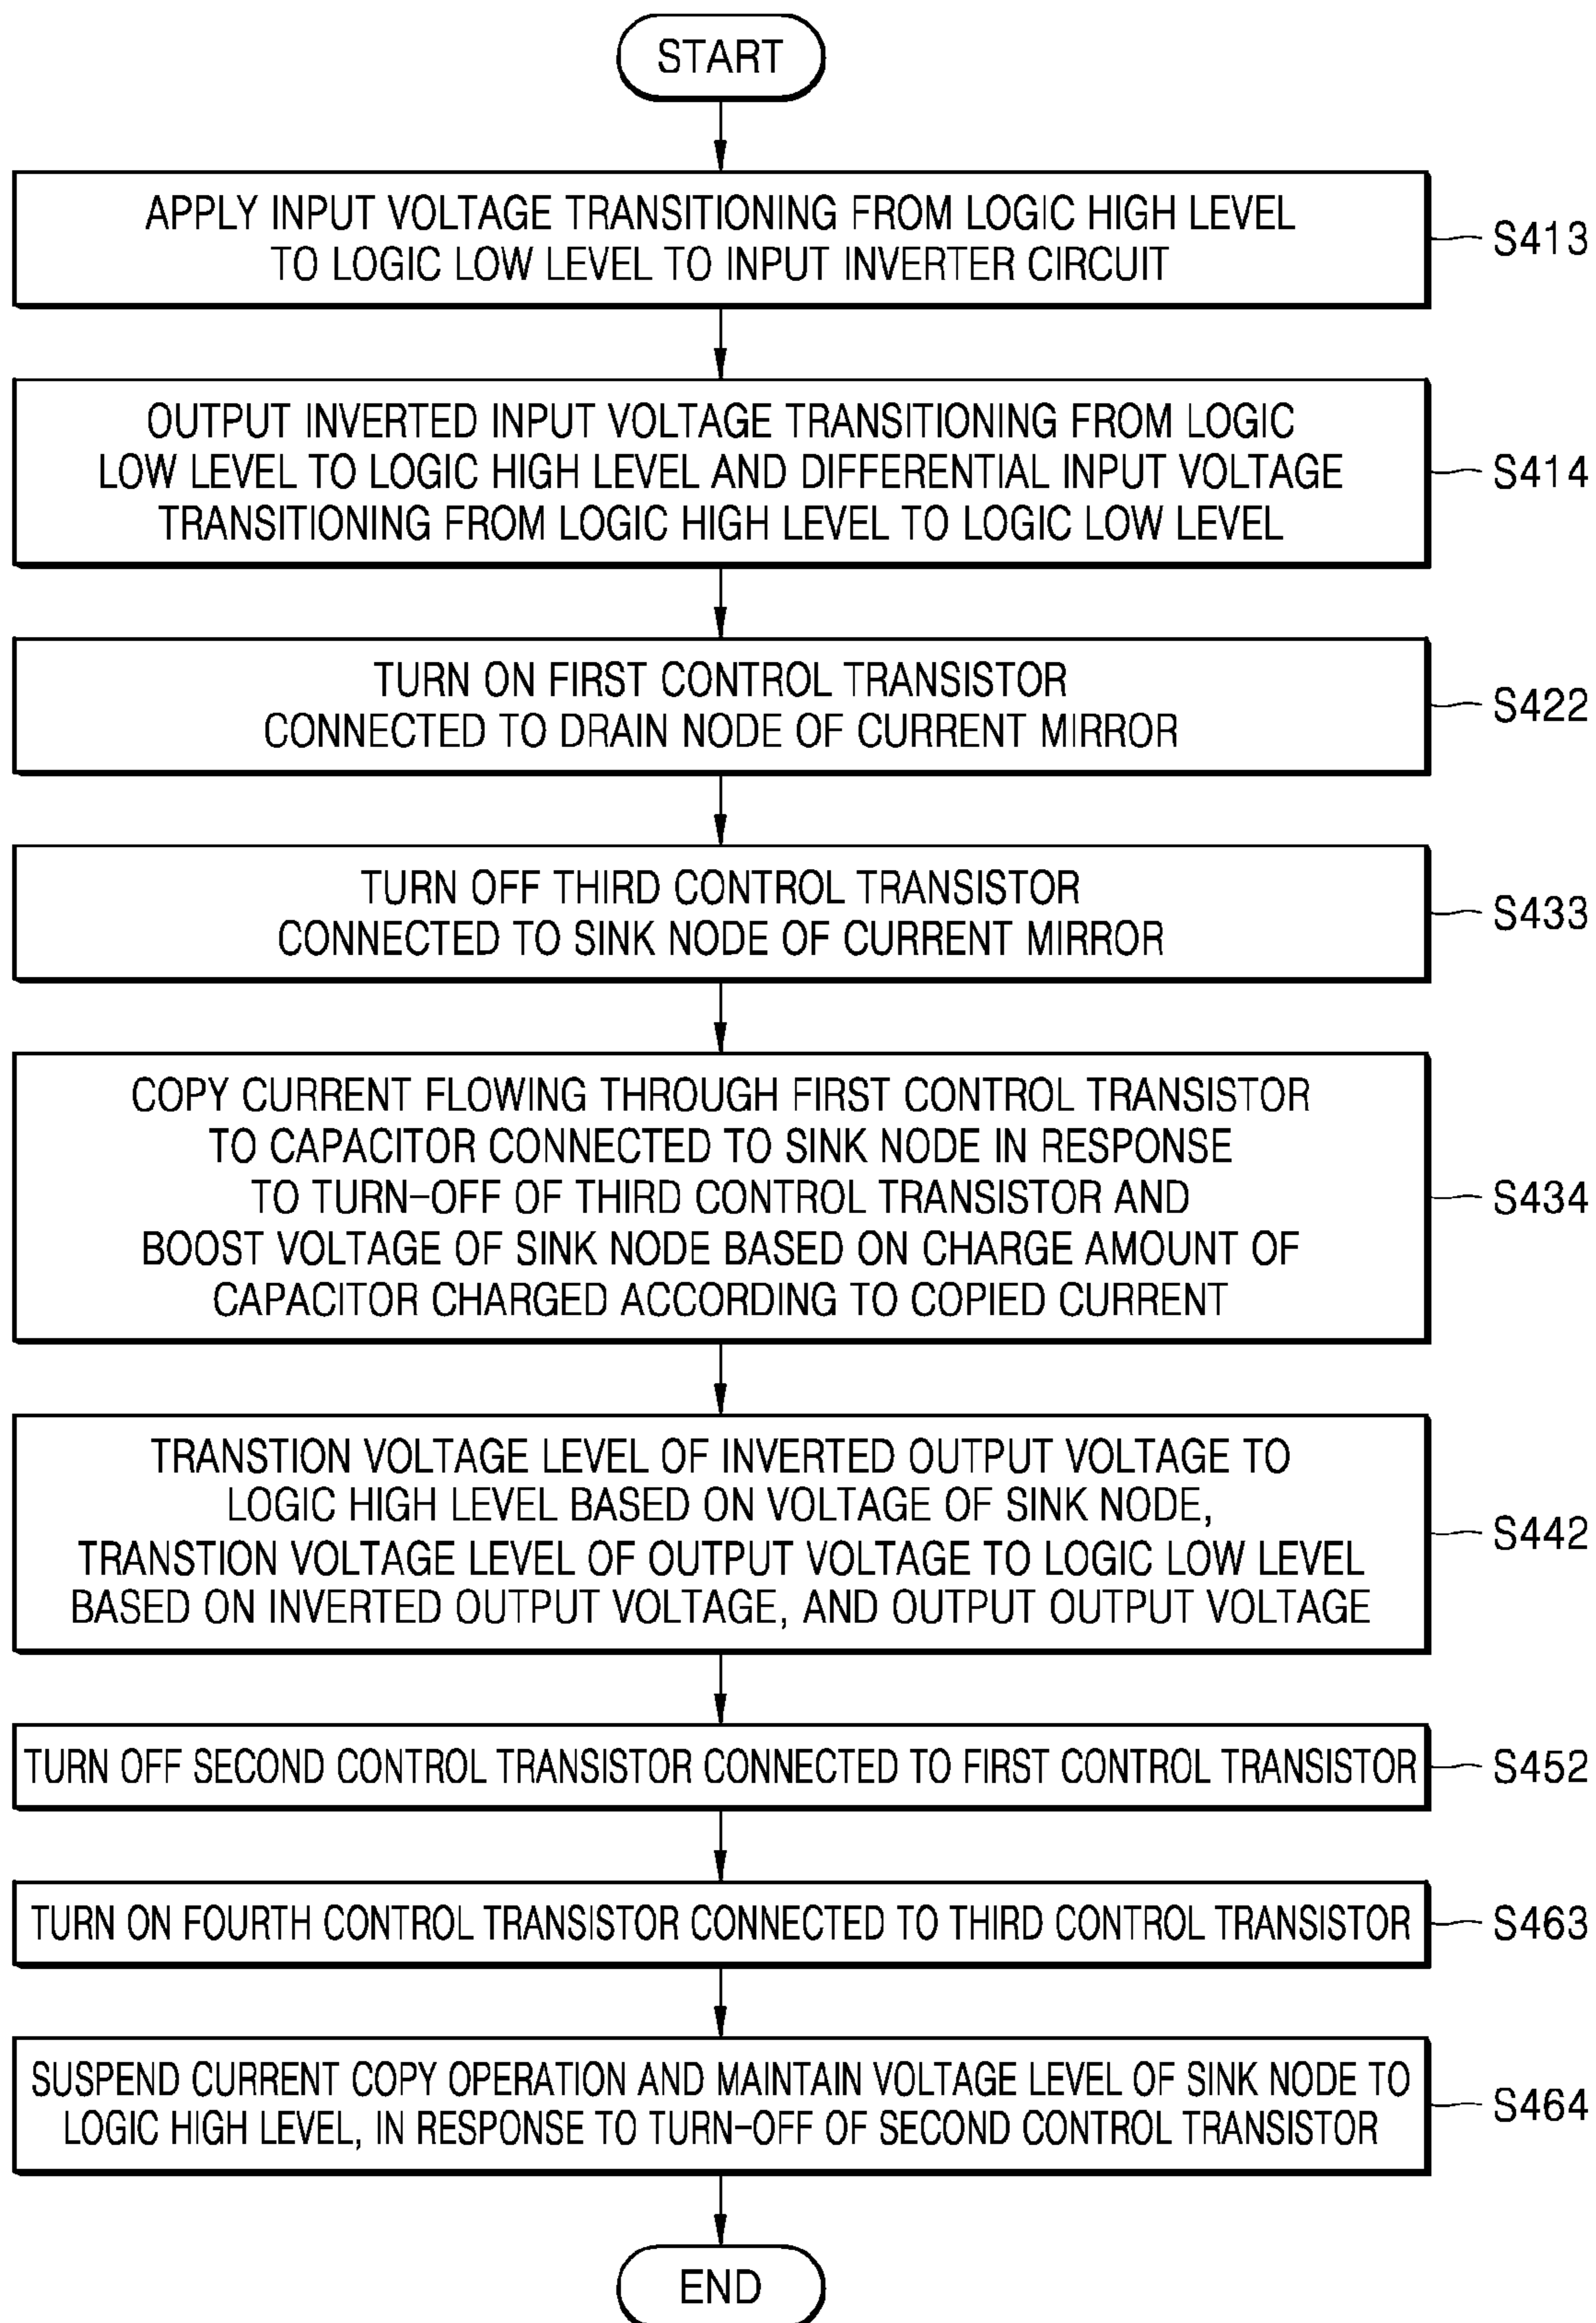 START
APPLY INPUT VOLTAGE TRANSITIONING FROM LOGIC HIGH LEVEL
TO LOGIC LOW LEVEL TO INPUT INVERTER CIRCUIT
S413
OUTPUT INVERTED INPUT VOLTAGE TRANSITIONING FROM LOGIC
LOW LEVEL TO LOGIC HIGH LEVEL AND DIFFERENTIAL INPUT VOLTAGE
TRANSITIONING FROM LOGIC HIGH LEVEL TO LOGIC LOW LEVEL
S414
TURN ON FIRST CONTROL TRANSISTOR
CONNECTED TO DRAIN NODE OF CURRENT MIRROR
S422
TURN OFF THIRD CONTROL TRANSISTOR
CONNECTED TO SINK NODE OF CURRENT MIRROR
S433
COPY CURRENT FLOWING THROUGH FIRST CONTROL TRANSISTOR
TO CAPACITOR CONNECTED TO SINK NODE IN RESPONSE
TO TURN-OFF OF THIRD CONTROL TRANSISTOR AND
BOOST VOLTAGE OF SINK NODE BASED ON CHARGE AMOUNT OF
CAPACITOR CHARGED ACCORDING TO COPIED CURRENT
S434
TRANSTION VOLTAGE LEVEL OF INVERTED OUTPUT VOLTAGE TO
LOGIC HIGH LEVEL BASED ON VOLTAGE OF SINK NODE,
TRANSTION VOLTAGE LEVEL OF OUTPUT VOLTAGE TO LOGIC LOW LEVEL
BASED ON INVERTED OUTPUT VOLTAGE, AND OUTPUT OUTPUT VOLTAGE
S442
TURN OFF SECOND CONTROL TRANSISTOR CONNECTED TO FIRST CONTROL TRANSISTOR
S452
TURN ON FOURTH CONTROL TRANSISTOR CONNECTED TO THIRD CONTROL TRANSISTOR
S463
SUSPEND CURRENT COPY OPERATION AND MAINTAIN VOLTAGE LEVEL OF SINK NODE TO
LOGIC HIGH LEVEL, IN RESPONSE TO TURN-OFF OF SECOND CONTROL TRANSISTOR
S464
END